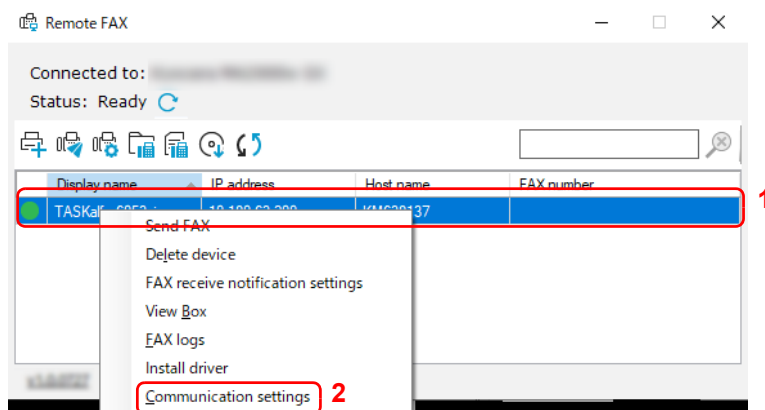 Remote FAX
Connected to:
Status: Ready
Display name IP address Host name FAX number
1
Send FAX
Delete device
FAX receive notification settings
View Box
FAX logs
Install driver
Communication settings 2